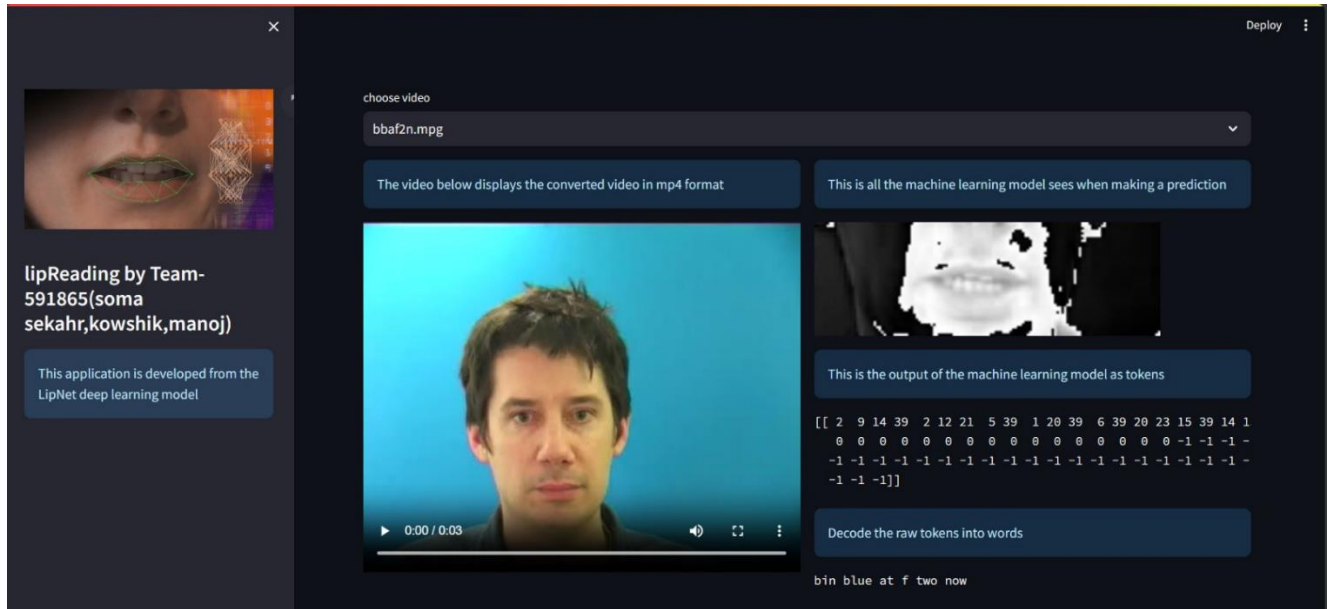 Deploy
lipReading by Team-
591865(soma
sekahr,kowshik,manoj)
This application is developed from the
LipNet deep learning model
choose video
bbaf2n.mpg
The video below displays the converted video in mp4 format
0:00 / 0:03
This is all the machine learning model sees when making a prediction
This is the output of the machine learning model as tokens
[[ 2 9 14 39 2 12 21 5 39 1 20 39 6 39 20 23 15 39 14 1
0 0 0 0 0 0 0 0 0 0 0 0 0 0 0 0 -1 -1 -1 -
-1 -1 -1 -1 -1 -1 -1 -1 -1 -1 -1 -1 -1 -1 -1 -1 -1 -1 -1 -
-1 -1 -1]]
Decode the raw tokens into words
bin blue at f two now